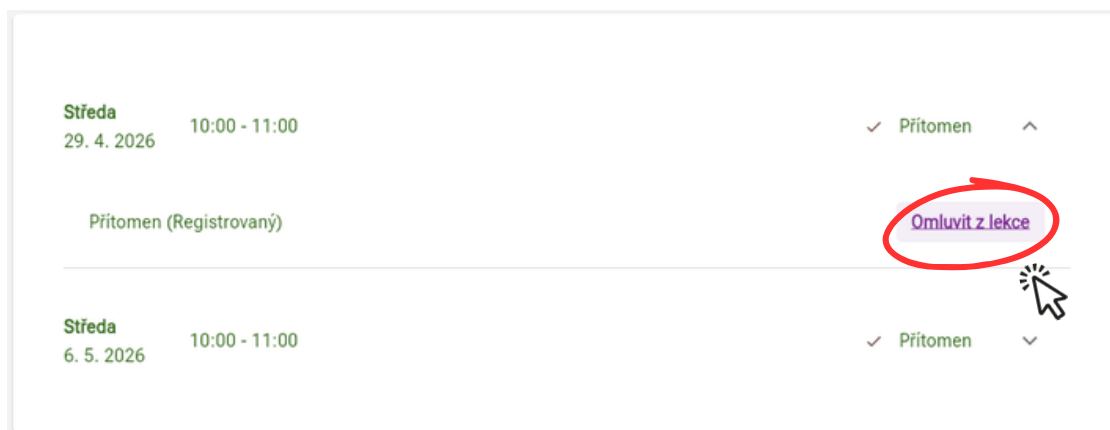 Středa
29. 4. 2026
10:00 - 11:00
Přítomen
Přítomen (Registrovaný)
Omluvit z lekce
Středa
6. 5. 2026
10:00 - 11:00
Přítomen